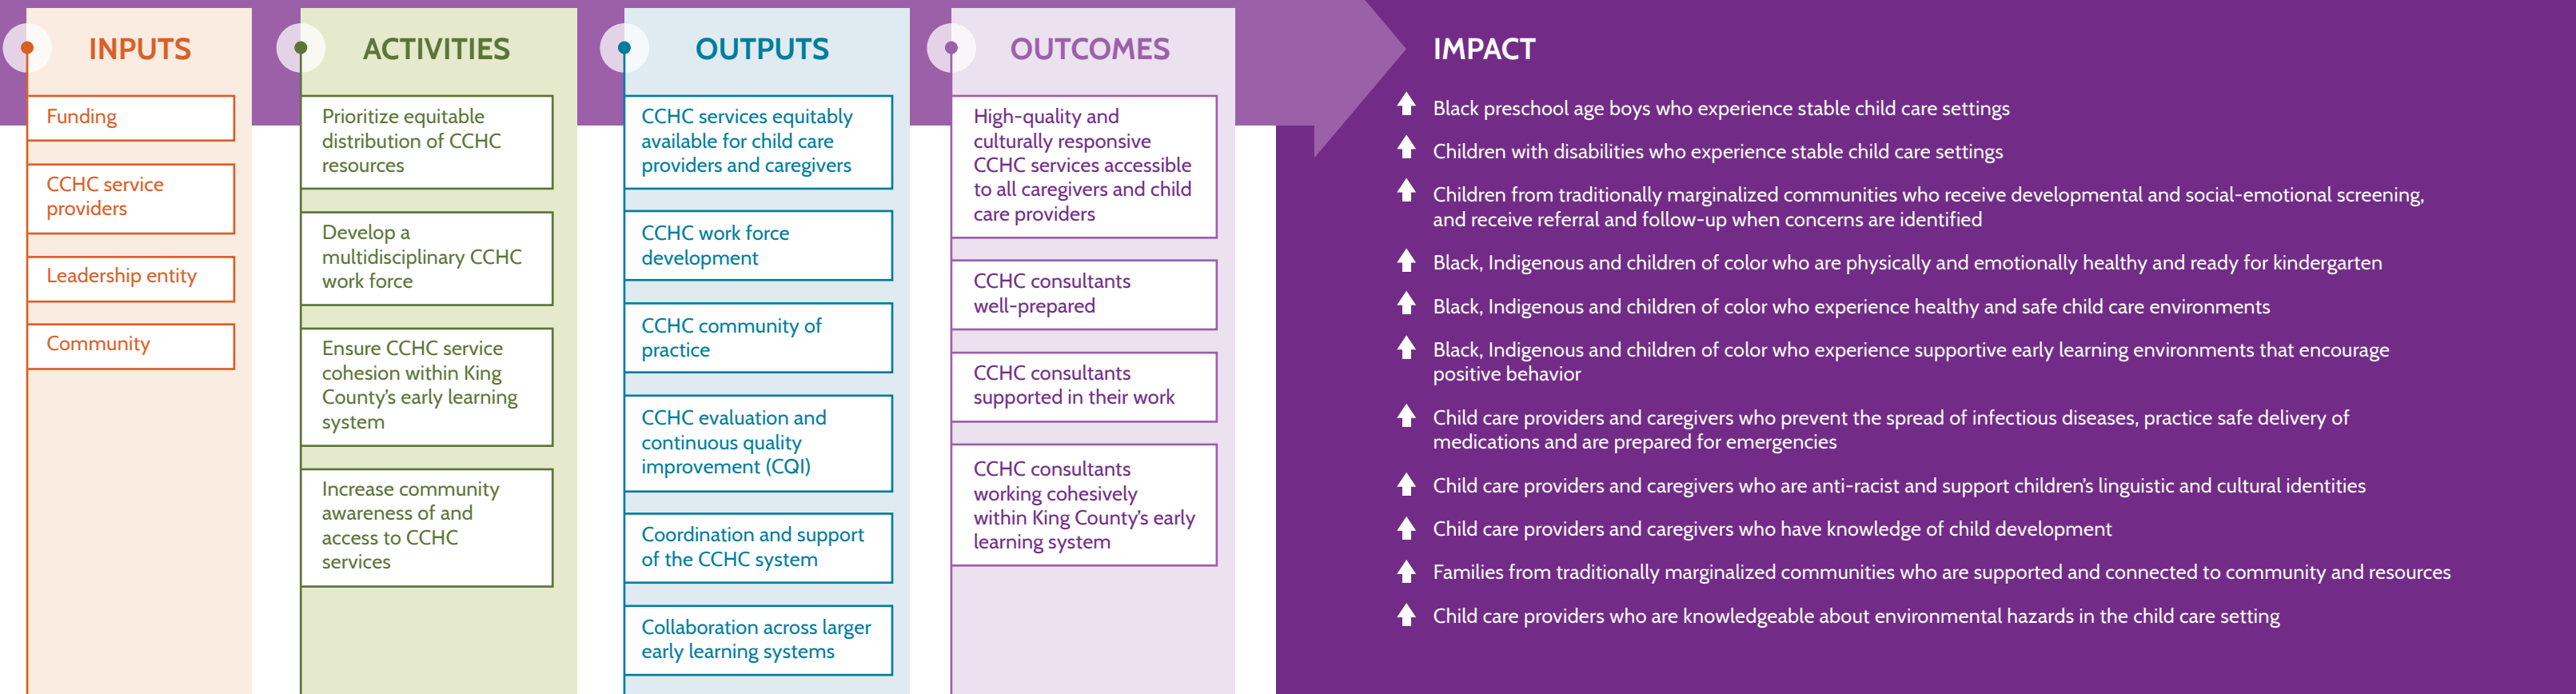 INPUTS
Funding
CCHC service
providers
Leadership entity
Community
ACTIVITIES
Prioritize equitable
distribution of CCHC
resources
Develop a
multidisciplinary CCHC
work force
Ensure CCHC service
cohesion within King
County’s early learning
system
Increase community
awareness of and
access to CCHC
services
OUTPUTS
CCHC services equitably
available for child care
providers and caregivers
CCHC work force
development
CCHC community of
practice
CCHC evaluation and
continuous quality
improvement (CQI)
Coordination and support
of the CCHC system
Collaboration across larger
early learning systems
OUTCOMES
High-quality and
culturally responsive
CCHC services accessible
to all caregivers and child
care providers
CCHC consultants
well-prepared
CCHC consultants
supported in their work
CCHC consultants
working cohesively
within King County’s early
learning system
IMPACT
Black preschool age boys who experience stable child care settings
Children with disabilities who experience stable child care settings
Children from traditionally marginalized communities who receive developmental and social-emotional screening,
and receive referral and follow-up when concerns are identified
Black, Indigenous and children of color who are physically and emotionally healthy and ready for kindergarten
Black, Indigenous and children of color who experience healthy and safe child care environments
Black, Indigenous and children of color who experience supportive early learning environments that encourage
positive behavior
Child care providers and caregivers who prevent the spread of infectious diseases, practice safe delivery of
medications and are prepared for emergencies
Child care providers and caregivers who are anti-racist and support children’s linguistic and cultural identities
Child care providers and caregivers who have knowledge of child development
Families from traditionally marginalized communities who are supported and connected to community and resources
Child care providers who are knowledgeable about environmental hazards in the child care setting